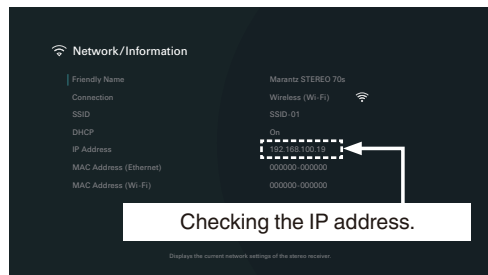 Network/Information
Friendly Name Marantz STEREO 70s
Connection Wireless (Wi-Fi)
SSID SSID-01
DHCP On
IP Address 192.168.100.19
MAC Address (Ethernet) 000000-000000
MAC Address (Wi-Fi) 000000-000000
Checking the IP address.
Displays the current network settings of the stereo receiver.